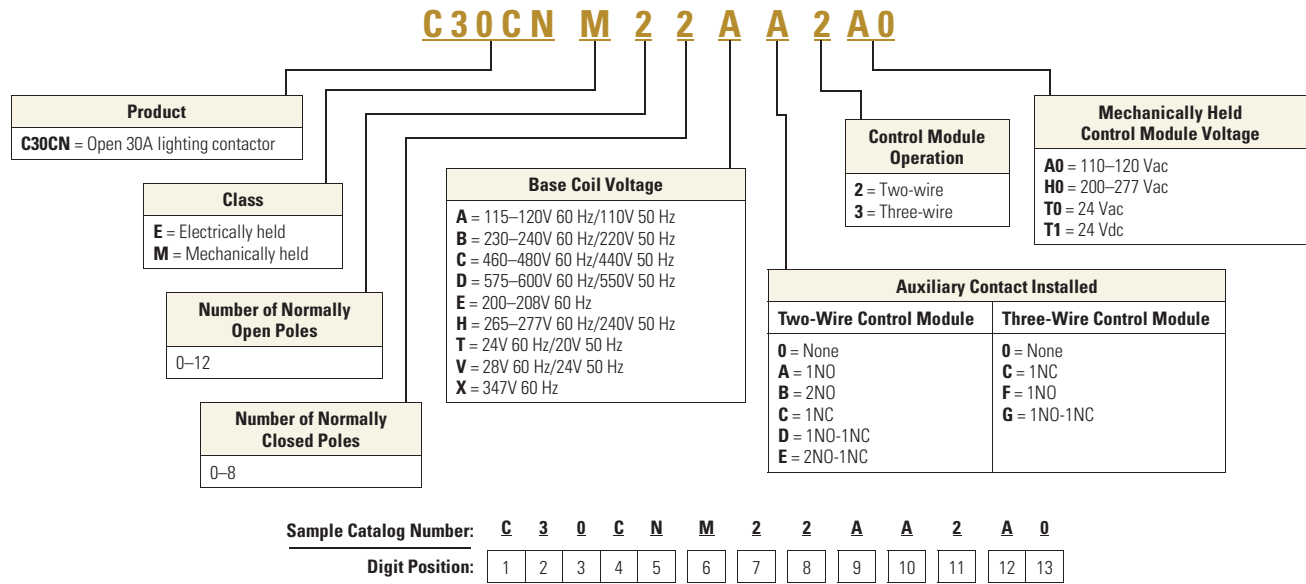 C30CN M 2 2 A A 2 A0
Product
C30CN = Open 30A lighting contactor
Class
E = Electrically held
M = Mechanically held
Number of Normally
Open Poles
0–12
Number of Normally
Closed Poles
0–8
Base Coil Voltage
A = 115–120V 60 Hz/110V 50 Hz
B = 230–240V 60 Hz/220V 50 Hz
C = 460–480V 60 Hz/440V 50 Hz
D = 575–600V 60 Hz/550V 50 Hz
E = 200–208V 60 Hz
H = 265–277V 60 Hz/240V 50 Hz
T = 24V 60 Hz/20V 50 Hz
V = 28V 60 Hz/24V 50 Hz
X = 347V 60 Hz
Control Module
Operation
2 = Two-wire
3 = Three-wire
Mechanically Held
Control Module Voltage
A0 = 110–120 Vac
H0 = 200–277 Vac
T0 = 24 Vac
T1 = 24 Vdc
Auxiliary Contact Installed
Two-Wire Control Module
0 = None
A = 1NO
B = 2NO
C = 1NC
D = 1NO-1NC
E = 2NO-1NC
Three-Wire Control Module
0 = None
C = 1NC
F = 1NO
G = 1NO-1NC
Sample Catalog Number: C 3 0 C N M 2 2 A A 2 A 0
Digit Position: 1 2 3 4 5 6 7 8 9 10 11 12 13